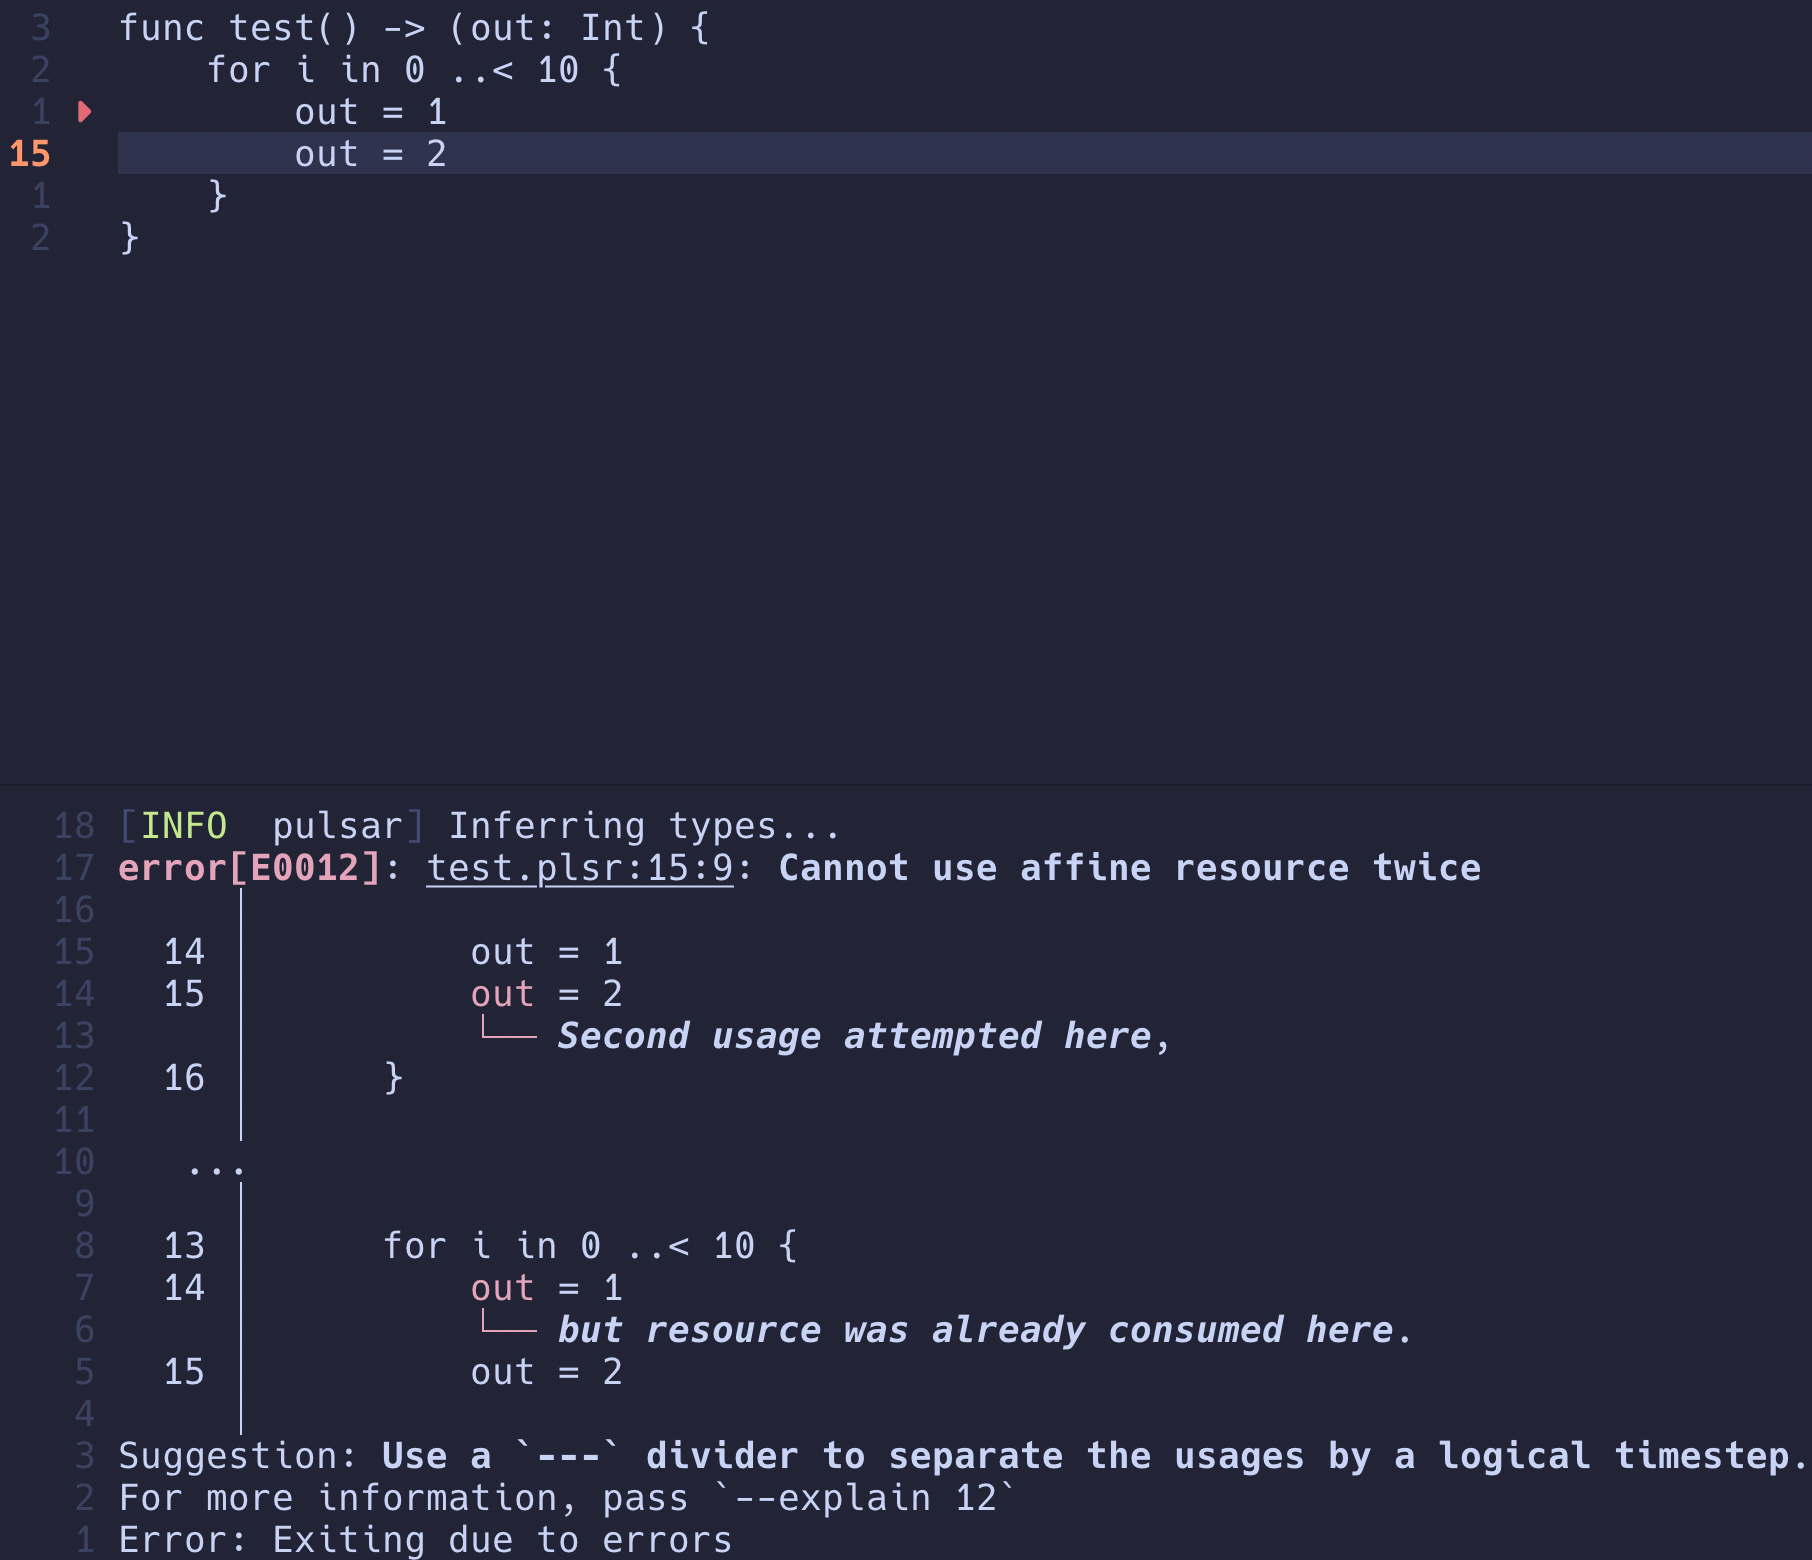 3 func test() -> (out: Int) {
2 for i in 0 ..< 10 {
1 out = 1
15 out = 2
1 }
2 }
18 [INFO  pulsar] Inferring types...
17 error[E0012]: test.plsr:15:9: Cannot use affine resource twice
16
15 14 out = 1
14 15 out = 2
13 Second usage attempted here,
12 16 }
11
10 ...
9
8 13 for i in 0 ..< 10 {
7 14 out = 1
6 but resource was already consumed here.
5 15 out = 2
4
3 Suggestion: Use a `---` divider to separate the usages by a logical timestep.
2 For more information, pass `--explain 12`
1 Error: Exiting due to errors